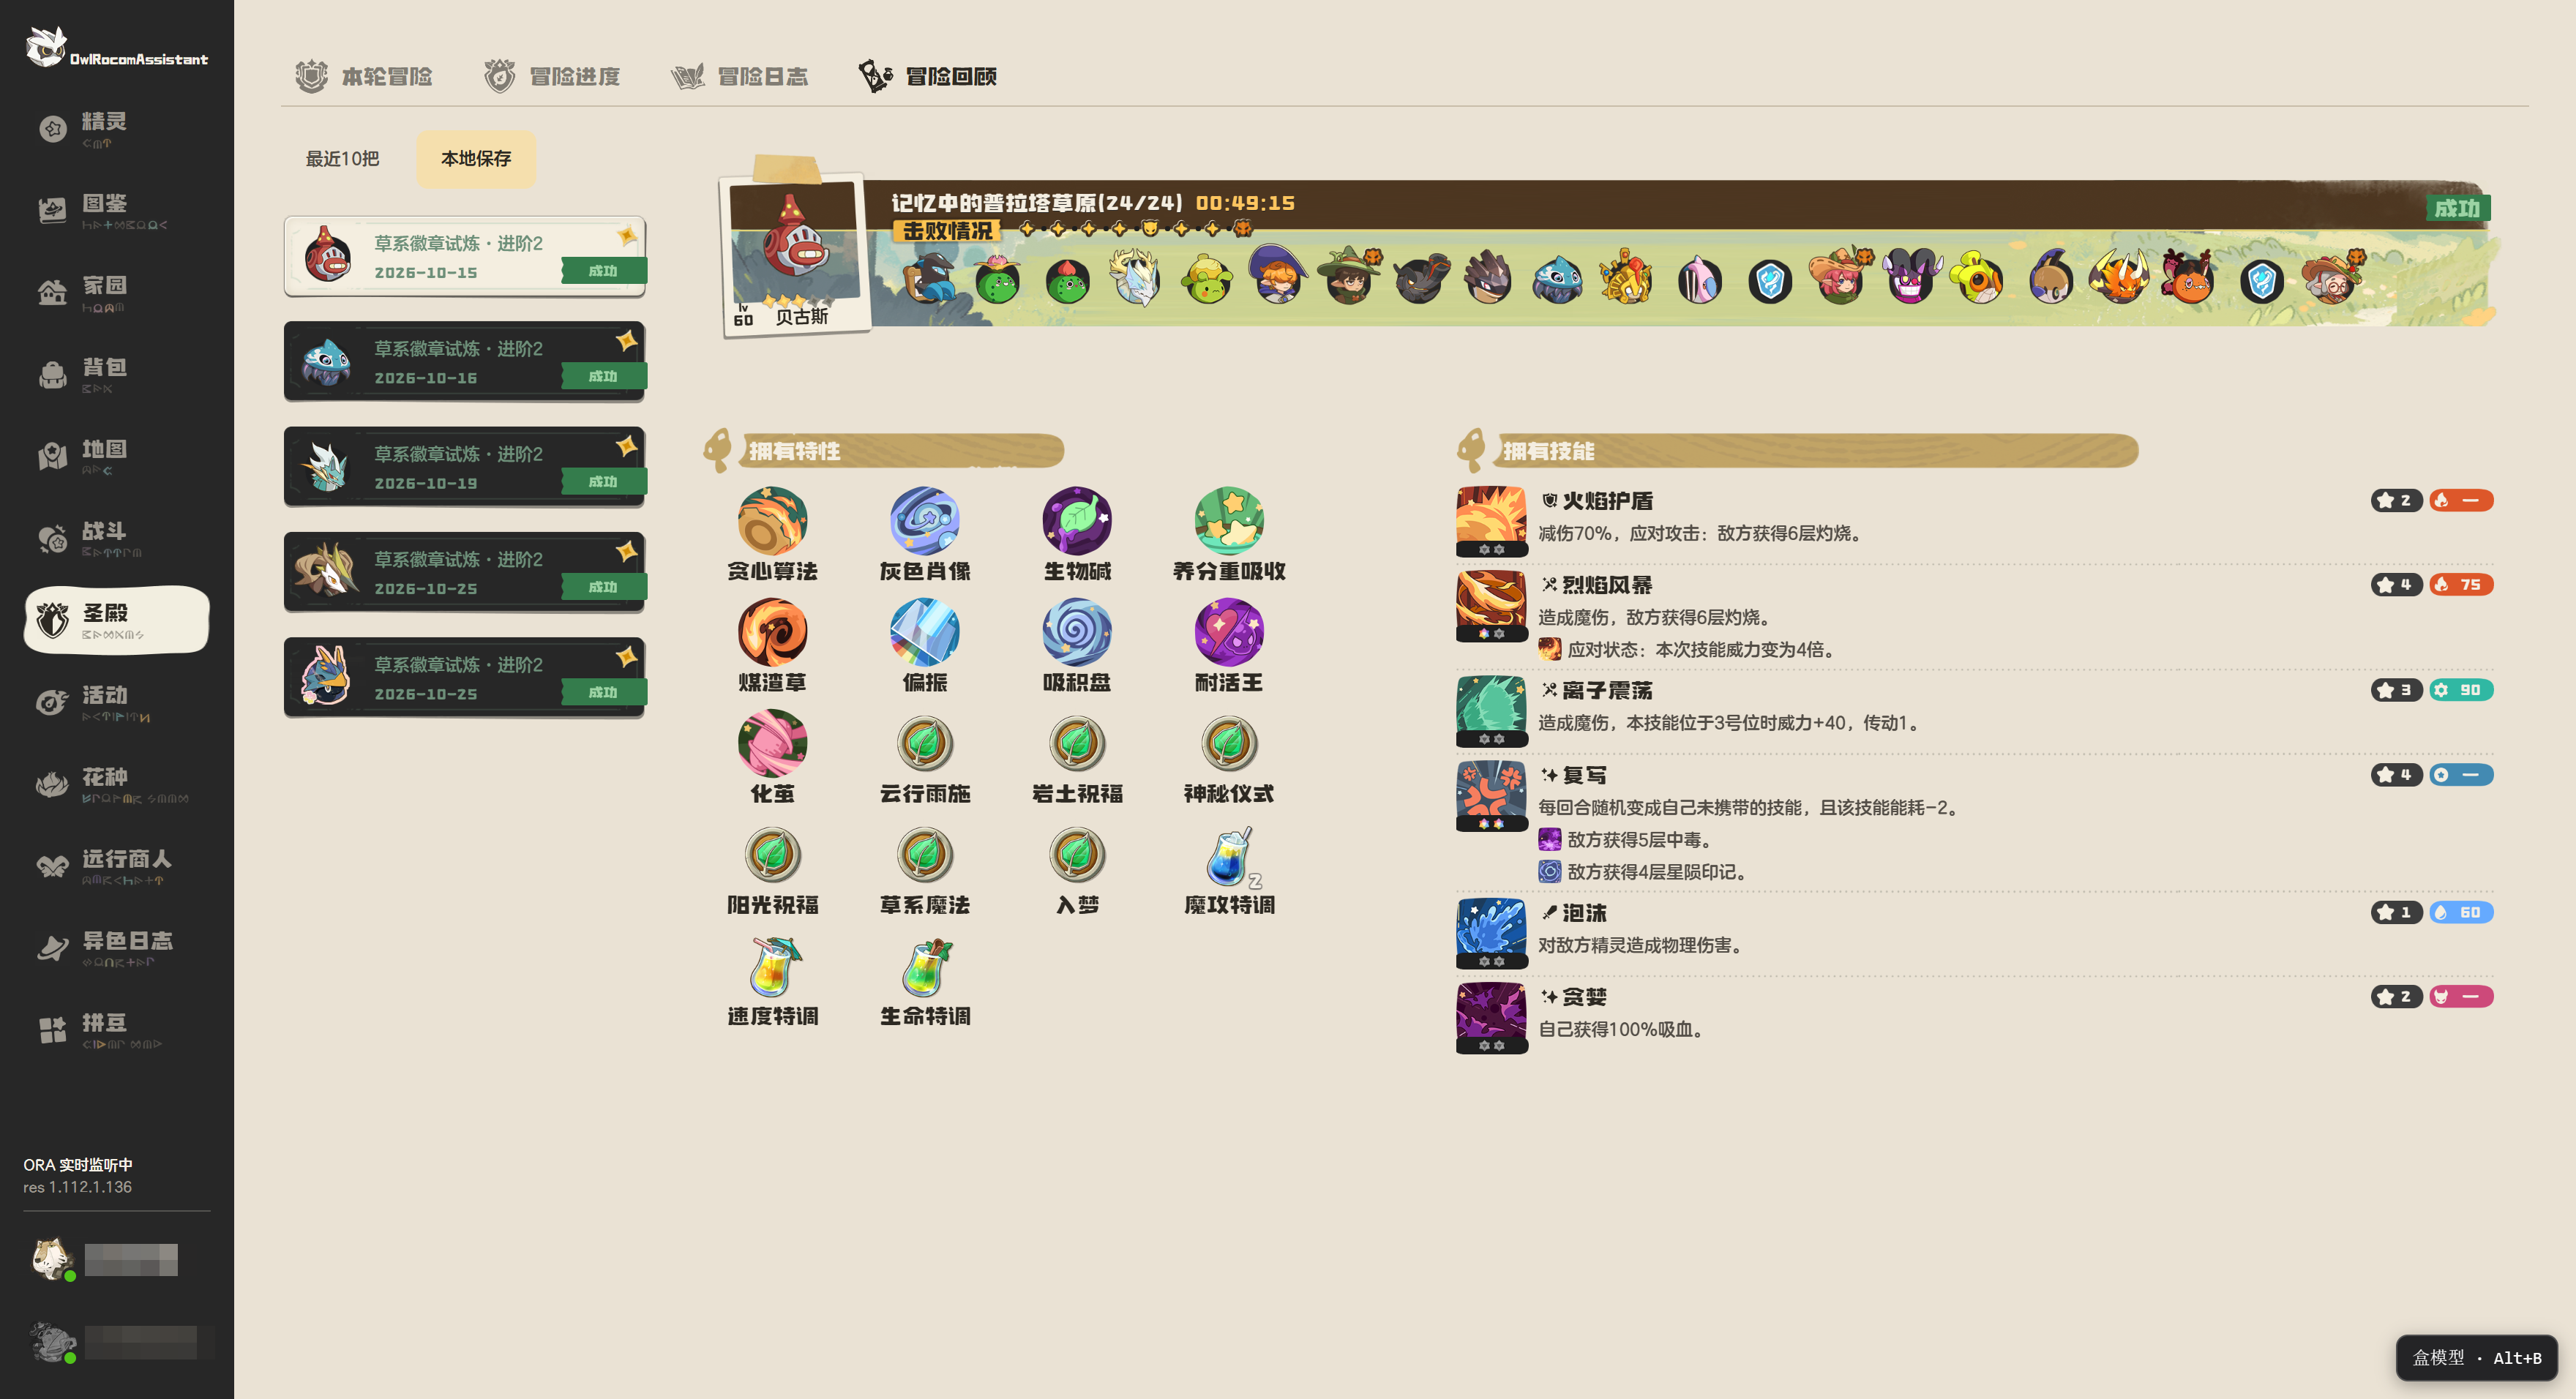 OwlRocomAssistant
精灵
图鉴
家园
背包
地图
战斗
圣殿
活动
花种
远行商人
异色日志
拼豆
ORA 实时监听中
res 1.112.1.136
本轮冒险
冒险进度
冒险日志
冒险回顾
最近10把
本地保存
草系徽章试炼·进阶2
2026-10-15
成功
草系徽章试炼·进阶2
2026-10-16
成功
草系徽章试炼·进阶2
2026-10-19
成功
草系徽章试炼·进阶2
2026-10-25
成功
草系徽章试炼·进阶2
2026-10-25
成功
记忆中的普拉塔草原(24/24) 00:49:15
成功
击败情况
lv
60
贝古斯
拥有特性
贪心算法
灰色肖像
生物碱
养分重吸收
煤渣草
偏振
吸积盘
耐活王
化茧
云行雨施
岩土祝福
神秘仪式
阳光祝福
草系魔法
入梦
2
魔攻特调
速度特调
生命特调
拥有技能
火焰护盾
2
—
减伤70%，应对攻击：敌方获得6层灼烧。
烈焰风暴
4
75
造成魔伤，敌方获得6层灼烧。
应对状态：本次技能威力变为4倍。
离子震荡
3
90
造成魔伤，本技能位于3号位时威力+40，传动1。
复写
4
—
每回合随机变成自己未携带的技能，且该技能能耗-2。
敌方获得5层中毒。
敌方获得4层星陨印记。
泡沫
1
60
对敌方精灵造成物理伤害。
贪婪
2
—
自己获得100%吸血。
盒模型 · Alt+B